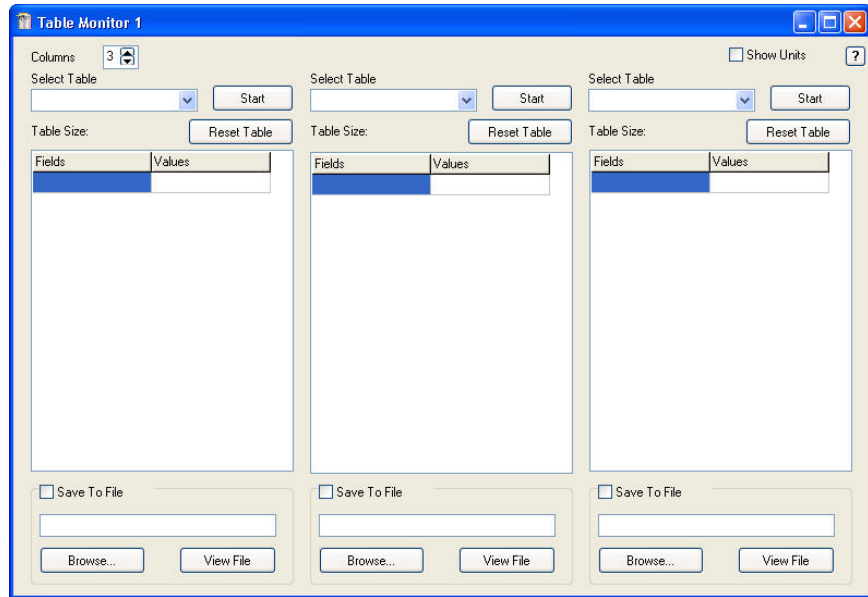 Table Monitor 1
Columns 3 Show Units ?
Select Table Select Table Select Table
Start Start Start
Table Size: Reset Table Table Size: Reset Table Table Size: Reset Table
Fields Values Fields Values Fields Values
Save To File Save To File Save To File
Browse... View File Browse... View File Browse... View File